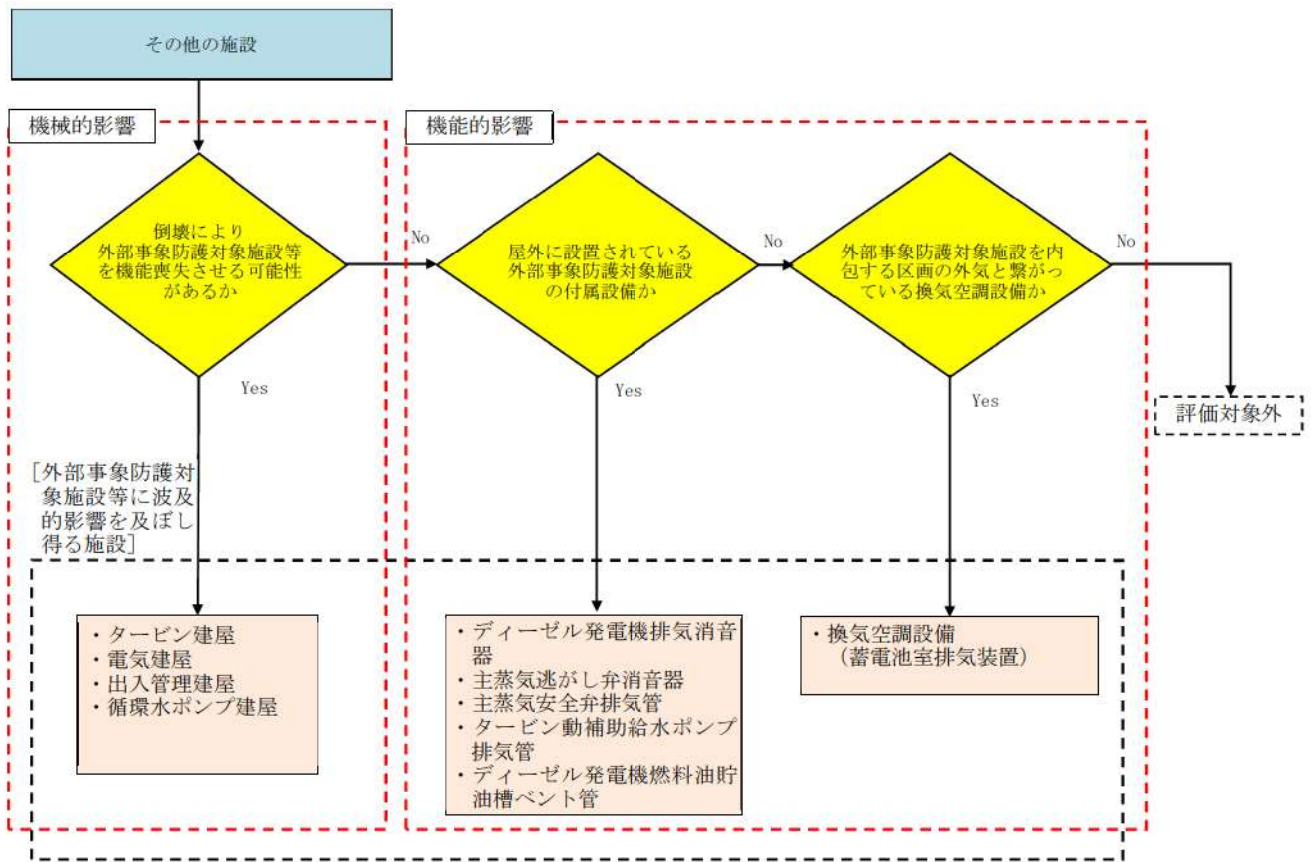 その他の施設
機械的影響
機能的影響
倒壊により
外部事象防護対象施設等
を機能喪失させる可能性
があるか
No
屋外に設置されている
外部事象防護対象施設
の付属設備か
No
外部事象防護対象施設を内
包する区画の外気と繋がっ
ている換気空調設備か
No
Yes
Yes
Yes
評価対象外
[外部事象防護対
象施設等に波及
的影響を及ぼし
得る施設]
・タービン建屋
・電気建屋
・出入管理建屋
・循環水ポンプ建屋
・ディーゼル発電機排気消音
器
・主蒸気逃がし弁消音器
・主蒸気安全弁排気管
・タービン動補助給水ポンプ
排気管
・ディーゼル発電機燃料油貯
油槽ベント管
・換気空調設備
(蓄電池室排気装置)